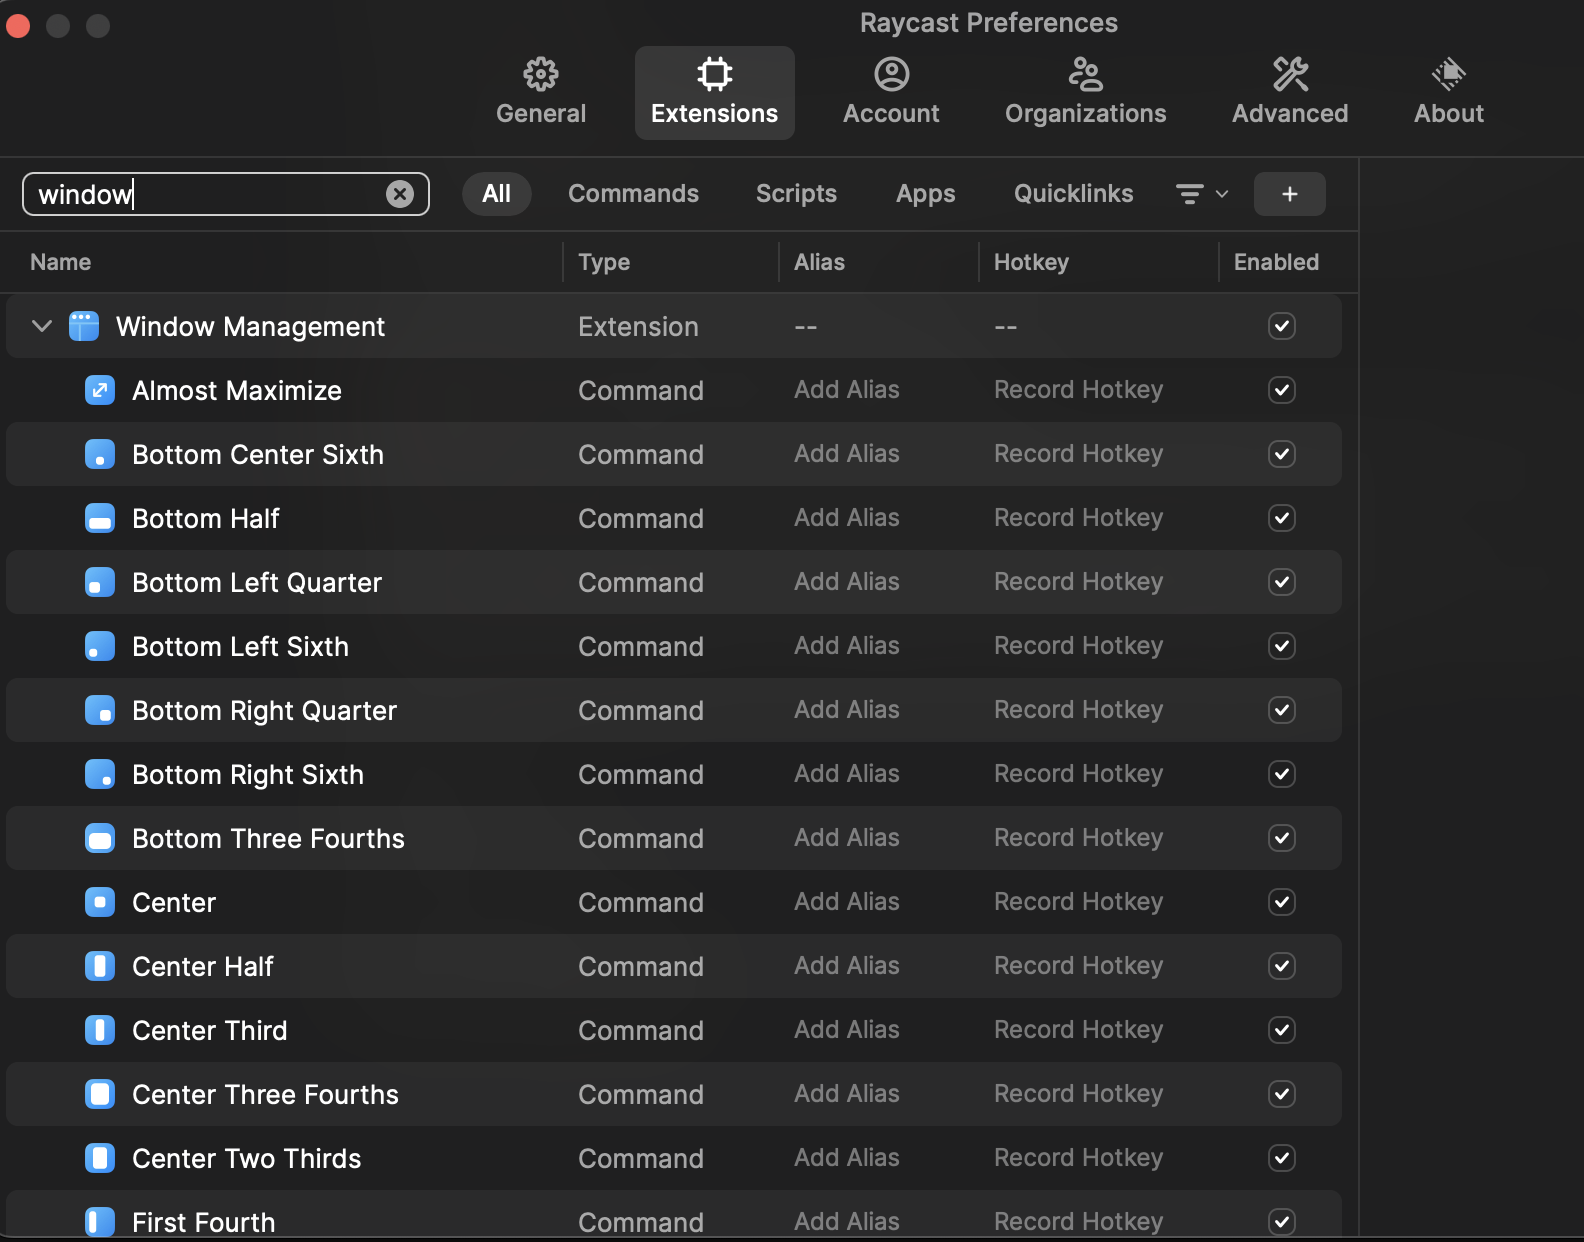 Raycast Preferences
General Extensions Account Organizations Advanced About
window All Commands Scripts Apps Quicklinks +
Name Type Alias Hotkey Enabled
Window Management Extension -- --
Almost Maximize Command Add Alias Record Hotkey
Bottom Center Sixth Command Add Alias Record Hotkey
Bottom Half Command Add Alias Record Hotkey
Bottom Left Quarter Command Add Alias Record Hotkey
Bottom Left Sixth Command Add Alias Record Hotkey
Bottom Right Quarter Command Add Alias Record Hotkey
Bottom Right Sixth Command Add Alias Record Hotkey
Bottom Three Fourths Command Add Alias Record Hotkey
Center Command Add Alias Record Hotkey
Center Half Command Add Alias Record Hotkey
Center Third Command Add Alias Record Hotkey
Center Three Fourths Command Add Alias Record Hotkey
Center Two Thirds Command Add Alias Record Hotkey
First Fourth Command Add Alias Record Hotkey